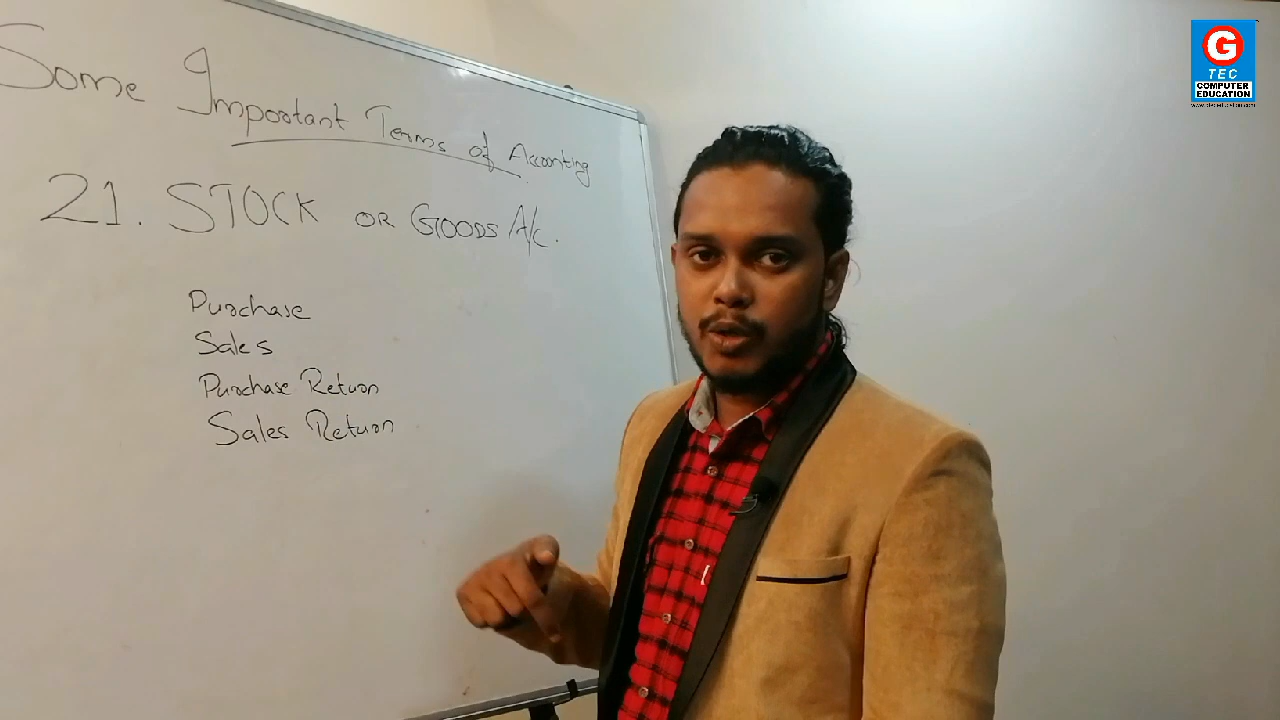 Some Important Terms of Accounting
21. STOCK OR GOODS A/c.
Purchase
Sales
Purchase Return
Sales Return
G
TEC
COMPUTER
EDUCATION